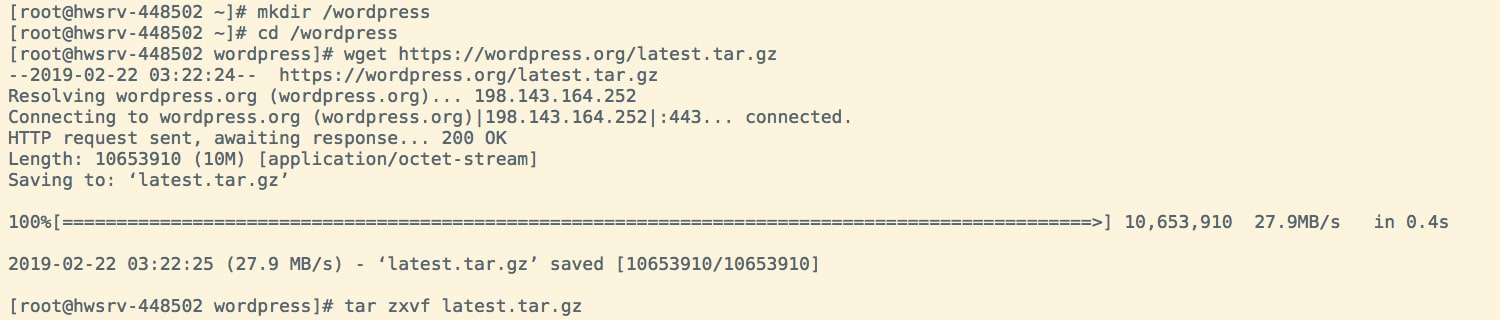 [root@hwsrv-448502 ~]# mkdir /wordpress
[root@hwsrv-448502 ~]# cd /wordpress
[root@hwsrv-448502 wordpress]# wget https://wordpress.org/latest.tar.gz
--2019-02-22 03:22:24--  https://wordpress.org/latest.tar.gz
Resolving wordpress.org (wordpress.org)... 198.143.164.252
Connecting to wordpress.org (wordpress.org)|198.143.164.252|:443... connected.
HTTP request sent, awaiting response... 200 OK
Length: 10653910 (10M) [application/octet-stream]
Saving to: ‘latest.tar.gz’
100%[===============================================================================================>] 10,653,910  27.9MB/s   in 0.4s
2019-02-22 03:22:25 (27.9 MB/s) - ‘latest.tar.gz’ saved [10653910/10653910]
[root@hwsrv-448502 wordpress]# tar zxvf latest.tar.gz